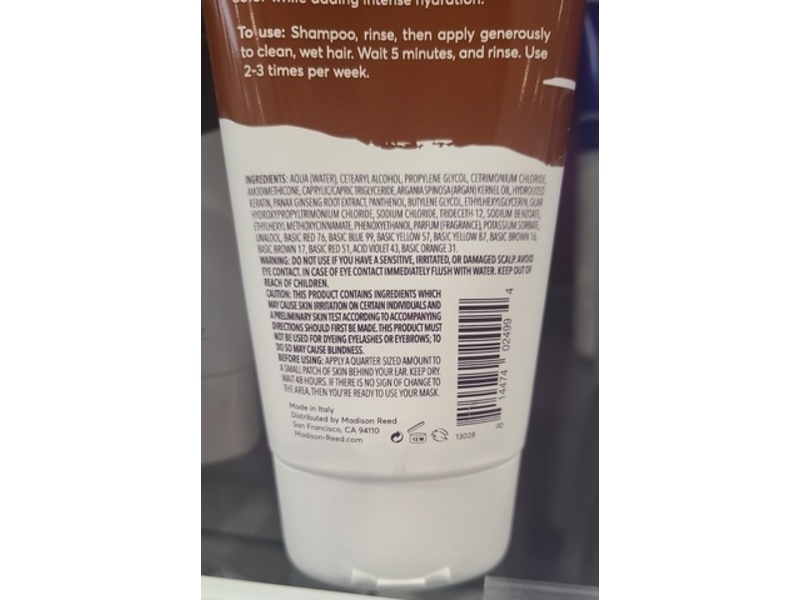 color while adding intense hydration.
To use: Shampoo, rinse, then apply generously
to clean, wet hair. Wait 5 minutes, and rinse. Use
2-3 times per week.
INGREDIENTS: AQUA (WATER), CETEARYL ALCOHOL, PROPYLENE GLYCOL, CETRIMONIUM CHLORIDE,
AMODIMETHICONE, CAPRYLIC/CAPRIC TRIGLYCERIDE, ARGANIA SPINOSA (ARGAN) KERNEL OIL, HYDROLYZED
KERATIN, PANAX GINSENG ROOT EXTRACT, PANTHENOL, BUTYLENE GLYCOL, ETHYLHEXYLGLYCERIN, GUAR
HYDROXYPROPYLTRIMONIUM CHLORIDE, SODIUM CHLORIDE, TRIDECETH-12, SODIUM BENZOATE,
ETHYLHEXYL METHOXYCINNAMATE, PHENOXYETHANOL, PARFUM (FRAGRANCE), POTASSIUM SORBATE,
LINALOOL, BASIC RED 76, BASIC BLUE 99, BASIC YELLOW 57, BASIC YELLOW 87, BASIC BROWN 16,
BASIC BROWN 17, BASIC RED 51, ACID VIOLET 43, BASIC ORANGE 31.
WARNING: DO NOT USE IF YOU HAVE A SENSITIVE, IRRITATED, OR DAMAGED SCALP. AVOID
EYE CONTACT. IN CASE OF EYE CONTACT IMMEDIATELY FLUSH WITH WATER. KEEP OUT OF
REACH OF CHILDREN.
CAUTION: THIS PRODUCT CONTAINS INGREDIENTS WHICH
MAY CAUSE SKIN IRRITATION ON CERTAIN INDIVIDUALS AND
A PRELIMINARY SKIN TEST ACCORDING TO ACCOMPANYING
DIRECTIONS SHOULD FIRST BE MADE. THIS PRODUCT MUST
NOT BE USED FOR DYEING EYELASHES OR EYEBROWS; TO
DO SO MAY CAUSE BLINDNESS.
BEFORE USING: APPLY A QUARTER-SIZED AMOUNT TO
A SMALL PATCH OF SKIN BEHIND YOUR EAR. KEEP DRY.
WAIT 48 HOURS. IF THERE IS NO SIGN OF CHANGE TO
THE AREA, THEN YOU'RE READY TO USE YOUR MASK.
Made in Italy
Distributed by Madison Reed
San Francisco, CA 94110
Madison-Reed.com
12 M
13028
8 14474 02499 4